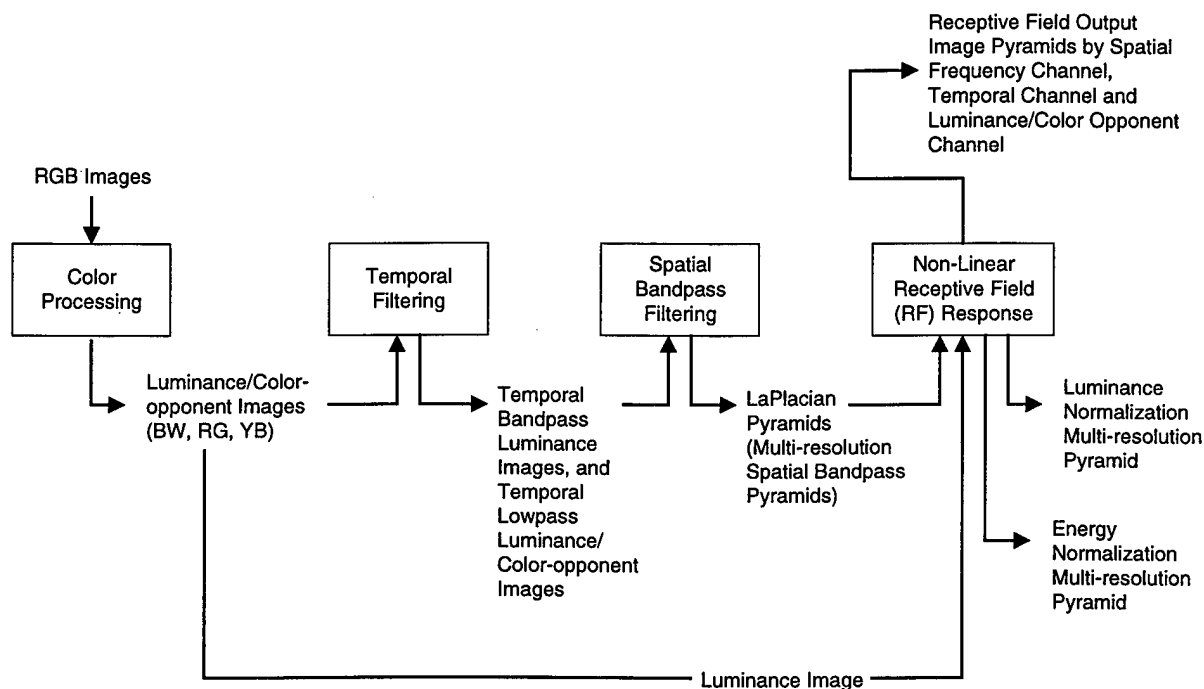 Receptive Field Output
Image Pyramids by Spatial
Frequency Channel,
Temporal Channel and
Luminance/Color Opponent
Channel
RGB Images
Color
Processing
Temporal
Filtering
Spatial
Bandpass
Filtering
Non-Linear
Receptive Field
(RF) Response
Luminance/Color-
opponent Images
(BW, RG, YB)
Temporal
Bandpass
Luminance
Images, and
Temporal
Lowpass
Luminance/
Color-opponent
Images
LaPlacian
Pyramids
(Multi-resolution
Spatial Bandpass
Pyramids)
Luminance
Normalization
Multi-resolution
Pyramid
Energy
Normalization
Multi-resolution
Pyramid
Luminance Image